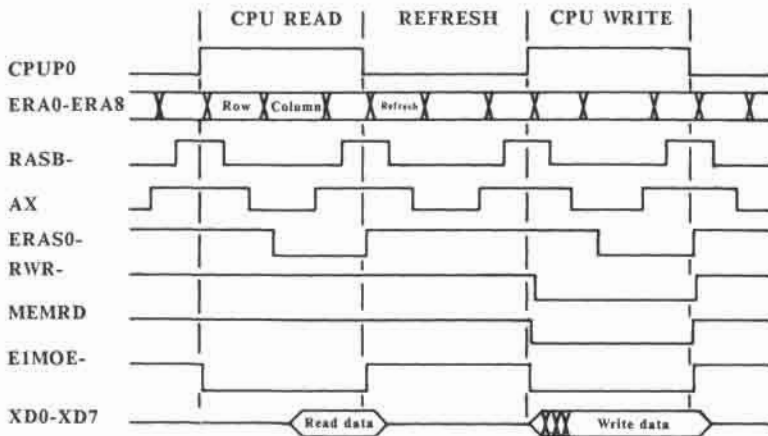 CPU READ REFRESH CPU WRITE
CPUP0
ERA0-ERA8 Row Column Refresh
RASB-
AX
ERAS0-
RWR-
MEMRD
E1MOE-
XD0-XD7 Read data Write data